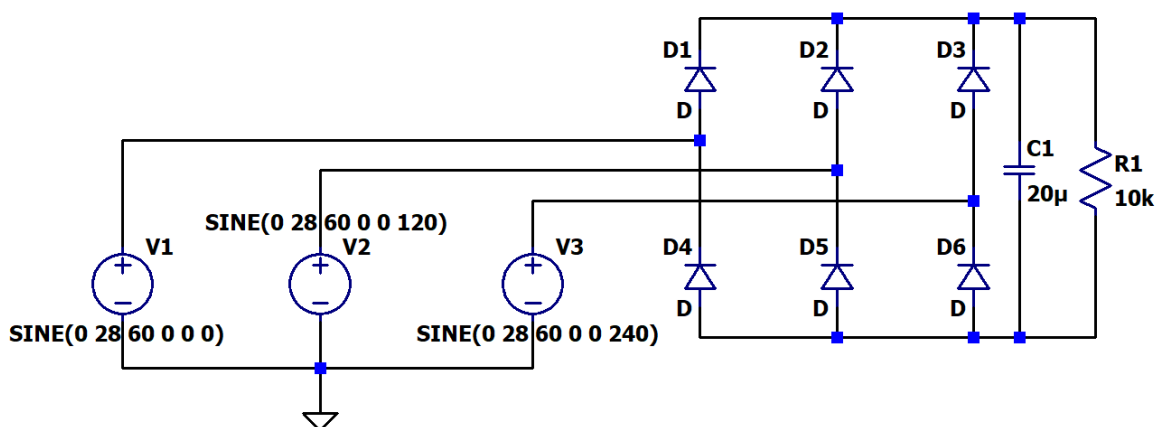 D1
D2
D3
D
D
D
C1
20µ
R1
10k
SINE(0 28 60 0 0 120)
V1
V2
V3
D4
D5
D6
D
D
D
SINE(0 28 60 0 0 0)
SINE(0 28 60 0 0 240)